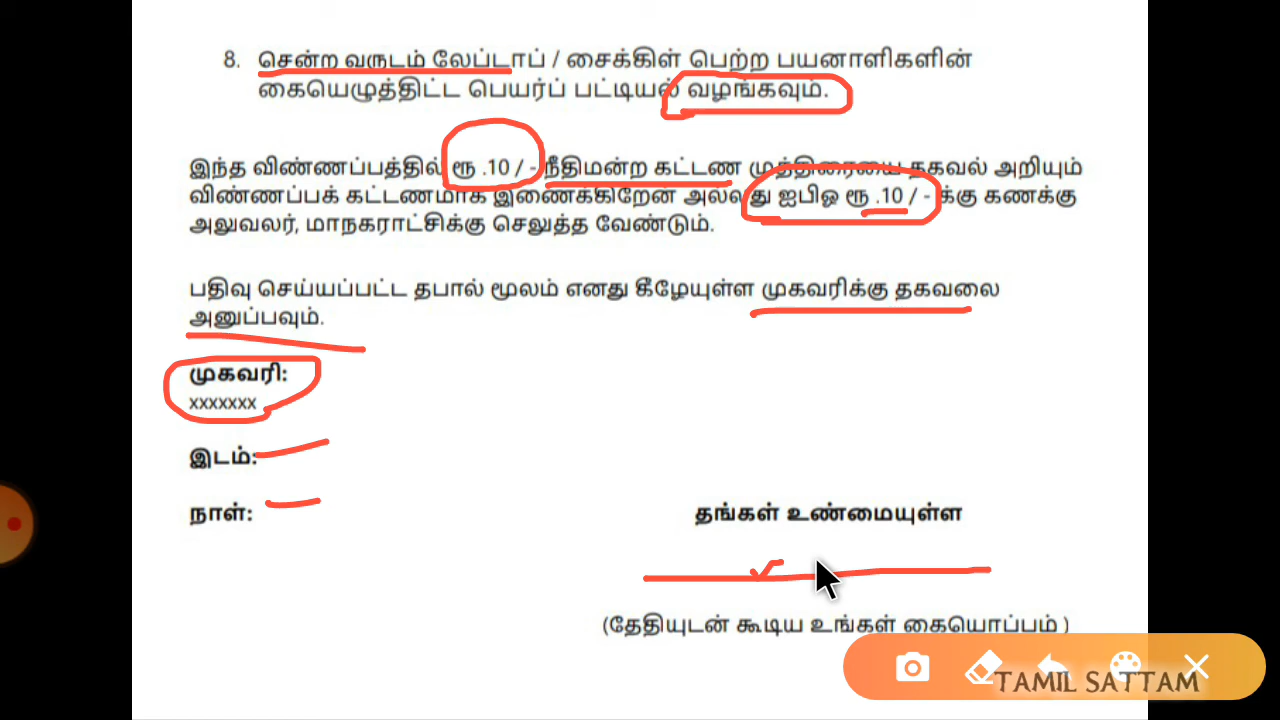 8. சென்ற வருடம் லேப்டாப் / சைக்கிள் பெற்ற பயனாளிகளின்
கையெழுத்திட்ட பெயர்ப் பட்டியல் வழங்கவும்.
இந்த விண்ணப்பத்தில் ரூ .10 / - நீதிமன்ற கட்டண முத்திரையை தகவல் அறியும்
விண்ணப்பக் கட்டணமாக இணைக்கிறேன் அல்லது ஐபிஓ ரூ .10 / - க்கு கணக்கு
அலுவலர், மாநகராட்சிக்கு செலுத்த வேண்டும்.
பதிவு செய்யப்பட்ட தபால் மூலம் எனது கீழேயுள்ள முகவரிக்கு தகவலை
அனுப்பவும்.
முகவரி:
xxxxxxx
இடம்:
நாள்:
தங்கள் உண்மையுள்ள
(தேதியுடன் கூடிய உங்கள் கையொப்பம் )
TAMIL SATTAM